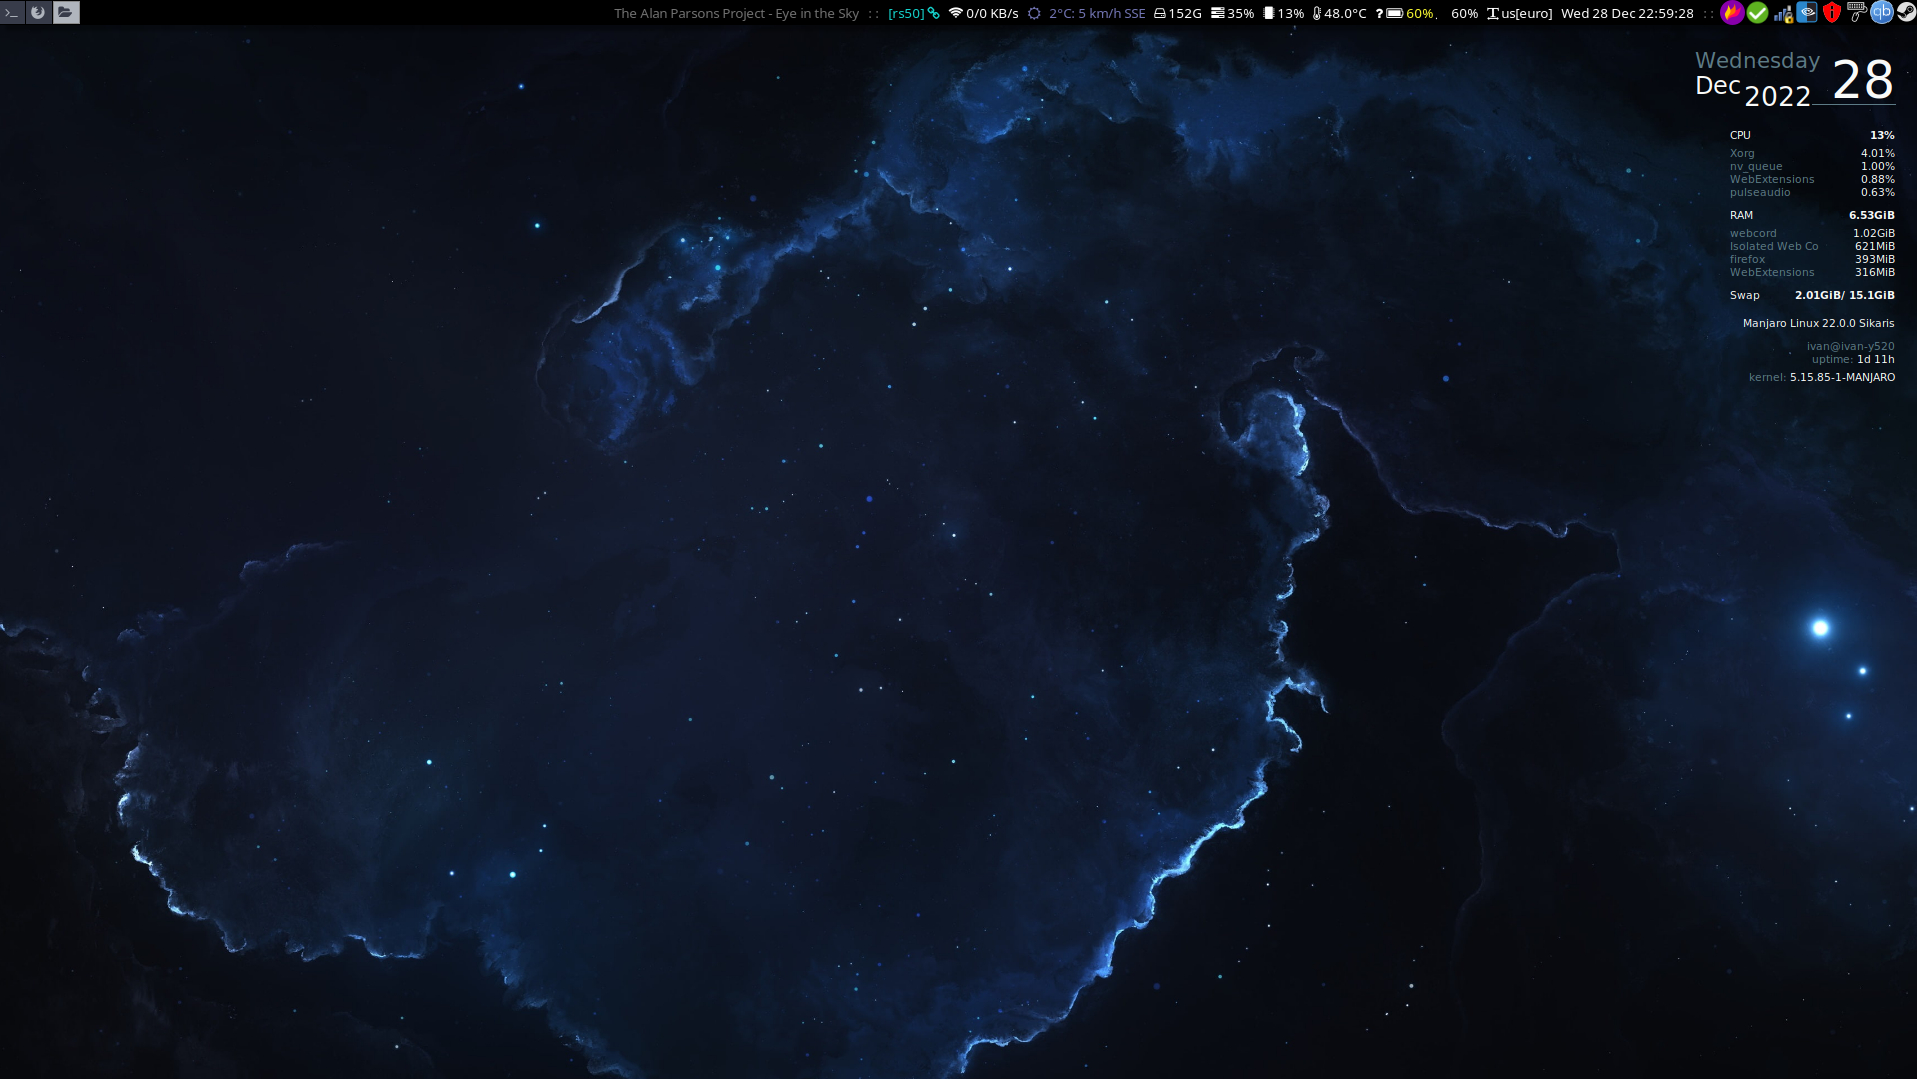 The Alan Parsons Project - Eye in the Sky :: [rs50] 0/0 KB/s 2°C: 5 km/h SSE 152G 35% 13% 48.0°C ? 60% 60% us[euro] Wed 28 Dec 22:59:28 :: qb
Wednesday
Dec 2022 28
CPU 13%
Xorg 4.01%
nv_queue 1.00%
WebExtensions 0.88%
pulseaudio 0.63%
RAM 6.53GiB
webcord 1.02GiB
Isolated Web Co 621MiB
firefox 393MiB
WebExtensions 316MiB
Swap 2.01GiB/ 15.1GiB
Manjaro Linux 22.0.0 Sikaris
ivan@ivan-y520
uptime: 1d 11h
kernel: 5.15.85-1-MANJARO